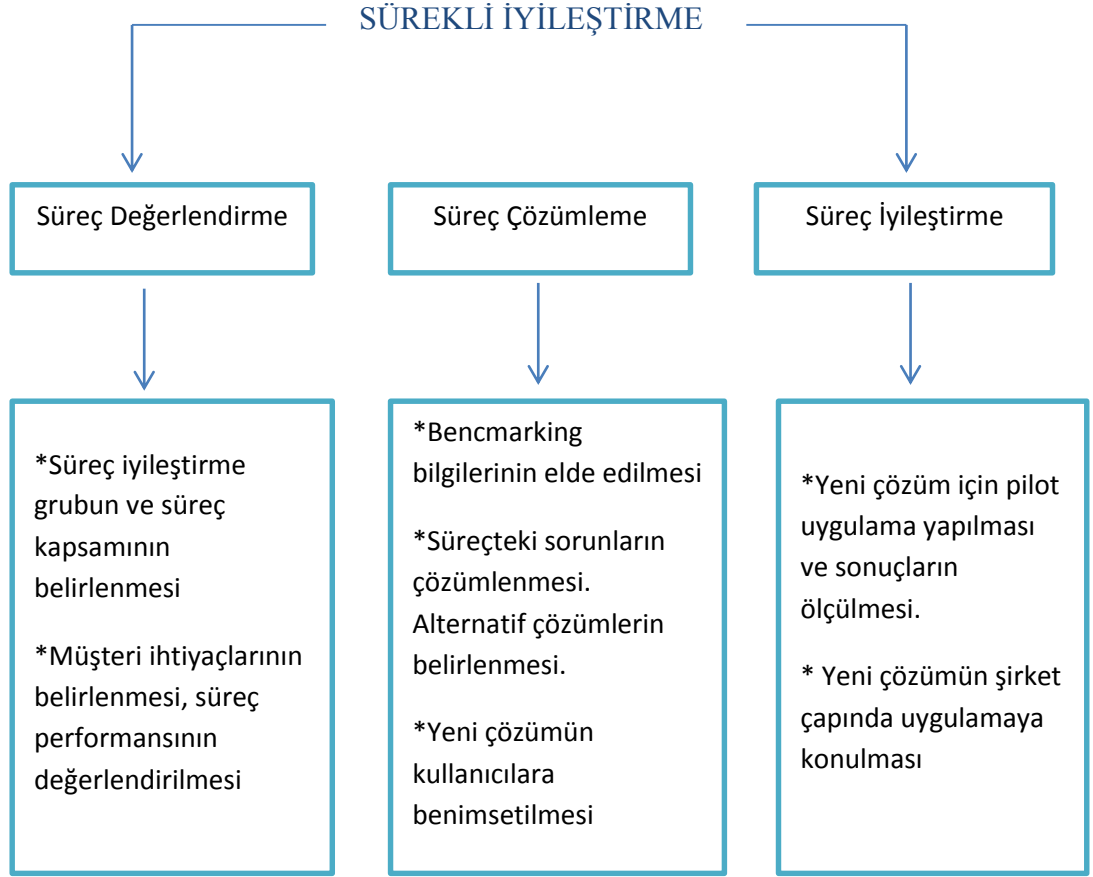 SÜREKLİ İYİLEŞTİRME
Süreç Değerlendirme
Süreç Çözümleme
Süreç İyileştirme
*Süreç iyileştirme
grubun ve süreç
kapsamının
belirlenmesi
*Müşteri ihtiyaçlarının
belirlenmesi, süreç
performansının
değerlendirilmesi
*Bencmarking
bilgilerinin elde edilmesi
*Süreçteki sorunların
çözümlenmesi.
Alternatif çözümlerin
belirlenmesi.
*Yeni çözümün
kullanıcılara
benimsetilmesi
*Yeni çözüm için pilot
uygulama yapılması
ve sonuçların
ölçülmesi.
* Yeni çözümün şirket
çapında uygulamaya
konulması